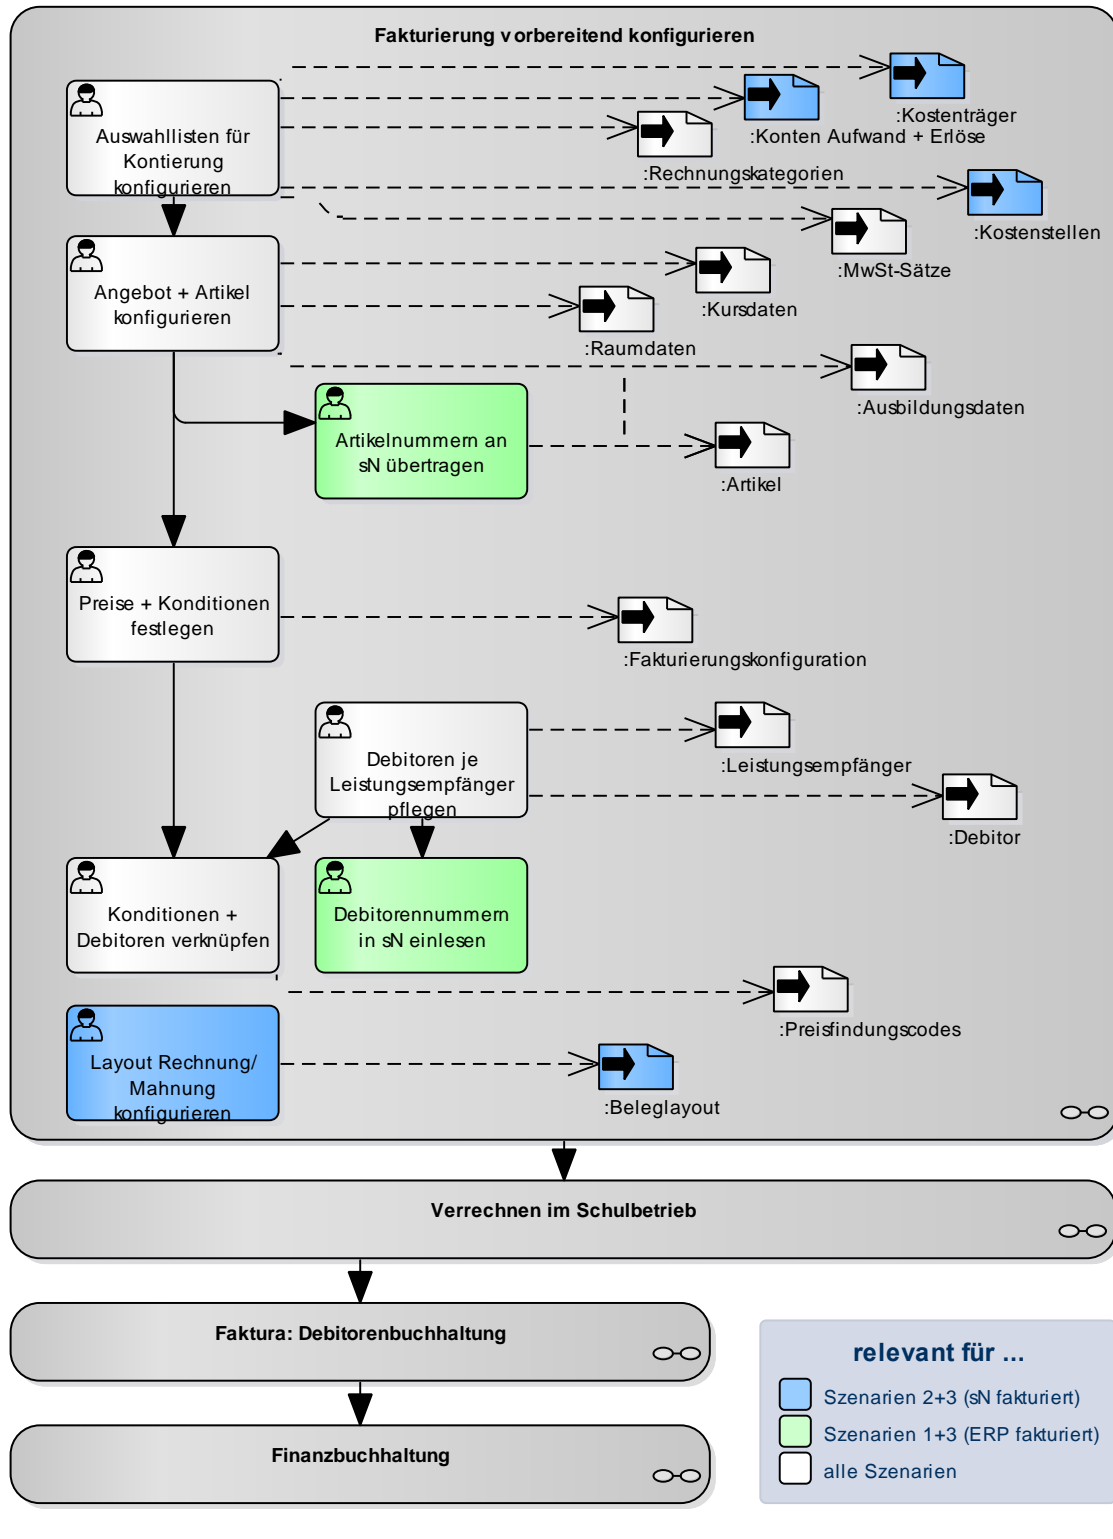 Fakturierung vorbereitend konfigurieren
Auswahllisten für
Kontierung
konfigurieren
:Kostenträger
:Konten Aufwand + Erlöse
:Rechnungskategorien
:Kostenstellen
:MwSt-Sätze
Angebot + Artikel
konfigurieren
:Kursdaten
:Raumdaten
:Ausbildungsdaten
Artikelnummern an
sN übertragen
:Artikel
Preise + Konditionen
festlegen
:Fakturierungskonfiguration
Debitoren je
Leistungsempfänger
pflegen
:Leistungsempfänger
:Debitor
Konditionen +
Debitoren verknüpfen
Debitorennummern
in sN einlesen
:Preisfindungscodes
Layout Rechnung/
Mahnung
konfigurieren
:Beleglayout
Verrechnen im Schulbetrieb
Faktura: Debitorenbuchhaltung
Finanzbuchhaltung
relevant für ...
Szenarien 2+3 (sN fakturiert)
Szenarien 1+3 (ERP fakturiert)
alle Szenarien